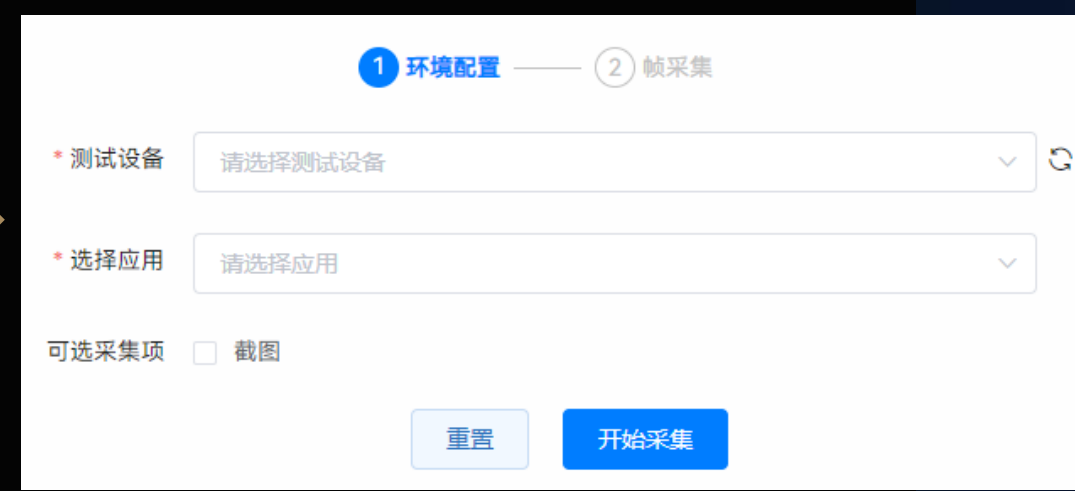 1 环境配置 2 帧采集
* 测试设备 请选择测试设备
* 选择应用 请选择应用
可选采集项 截图
重置 开始采集